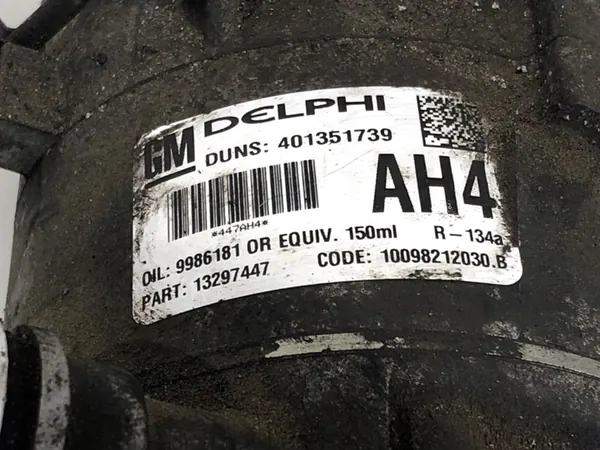 GM DELPHI
DUNS: 401351739
AH4
*447AH4*
OIL: 9986181 OR EQUIV. 150ml R-134a
PART: 13297447 CODE: 10098212030.B